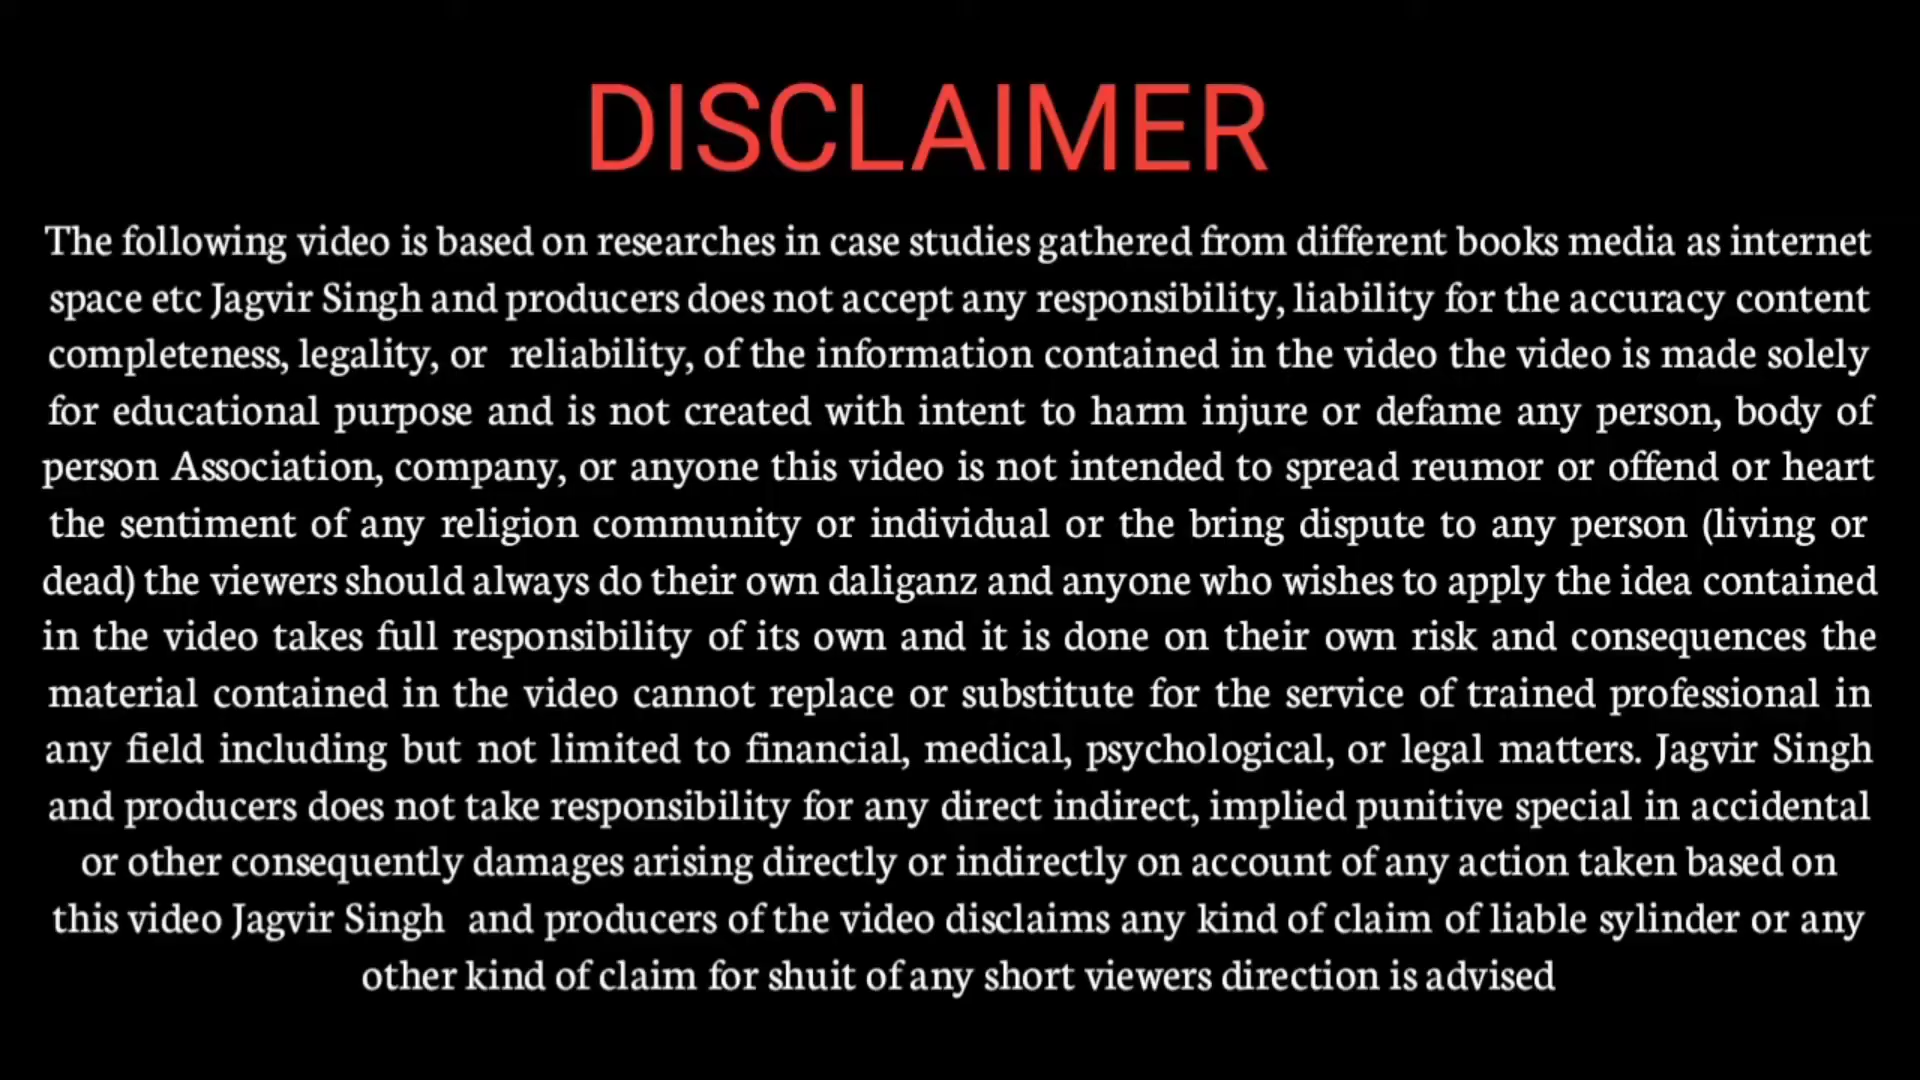 DISCLAIMER
The following video is based on researches in case studies gathered from different books media as internet
space etc Jagvir Singh and producers does not accept any responsibility, liability for the accuracy content
completeness, legality, or reliability, of the information contained in the video the video is made solely
for educational purpose and is not created with intent to harm injure or defame any person, body of
person Association, company, or anyone this video is not intended to spread reumor or offend or heart
the sentiment of any religion community or individual or the bring dispute to any person (living or
dead) the viewers should always do their own daliganz and anyone who wishes to apply the idea contained
in the video takes full responsibility of its own and it is done on their own risk and consequences the
material contained in the video cannot replace or substitute for the service of trained professional in
any field including but not limited to financial, medical, psychological, or legal matters. Jagvir Singh
and producers does not take responsibility for any direct indirect, implied punitive special in accidental
or other consequently damages arising directly or indirectly on account of any action taken based on
this video Jagvir Singh and producers of the video disclaims any kind of claim of liable sylinder or any
other kind of claim for shuit of any short viewers direction is advised